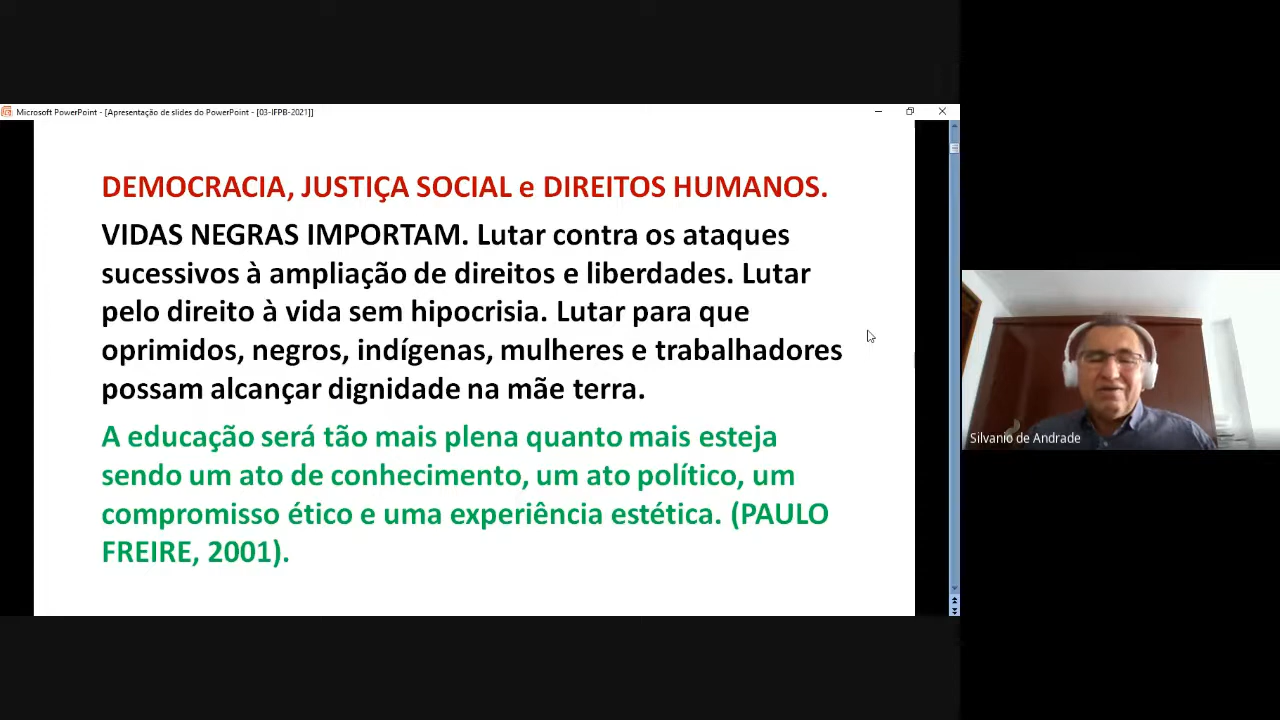 Microsoft PowerPoint - [Apresentação de slides do PowerPoint - [03-IFPB-2021]]
DEMOCRACIA, JUSTIÇA SOCIAL e DIREITOS HUMANOS.
VIDAS NEGRAS IMPORTAM. Lutar contra os ataques
sucessivos à ampliação de direitos e liberdades. Lutar
pelo direito à vida sem hipocrisia. Lutar para que
oprimidos, negros, indígenas, mulheres e trabalhadores
possam alcançar dignidade na mãe terra.
A educação será tão mais plena quanto mais esteja
sendo um ato de conhecimento, um ato político, um
compromisso ético e uma experiência estética. (PAULO
FREIRE, 2001).
Silvanio de Andrade